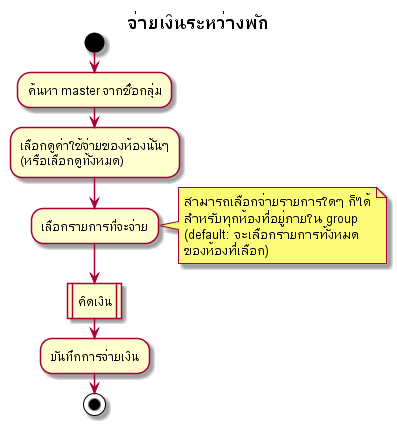 จ่ายเงินระหว่างพัก
ค้นหา master จากชื่อกลุ่ม
เลือกดูค่าใช้จ่ายของห้องนั้นๆ
(หรือเลือกดูทั้งหมด)
เลือกรายการที่จะจ่าย
สามารถเลือกจ่ายรายการใดๆ ก็ได้
สำหรับทุกห้องที่อยู่ภายใน group
(default: จะเลือกรายการทั้งหมด
ของห้องที่เลือก)
คิดเงิน
บันทึกการจ่ายเงิน